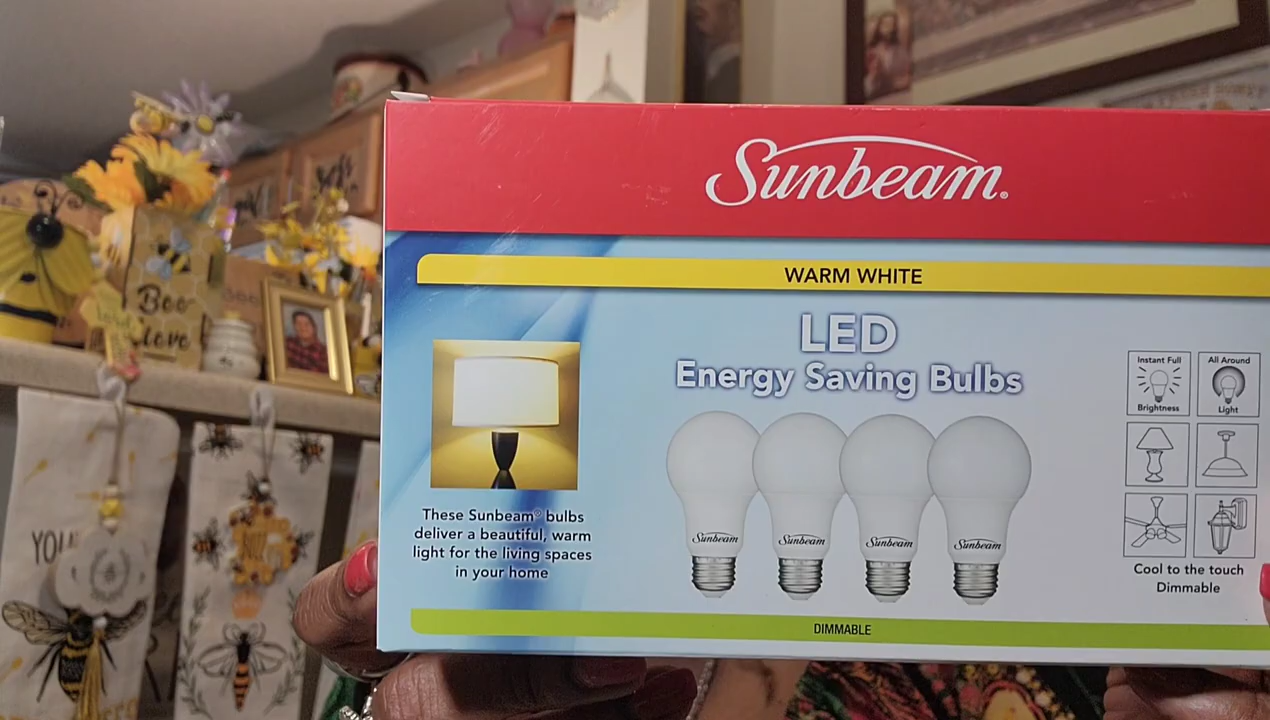 Sunbeam®
WARM WHITE
LED
Energy Saving Bulbs
Instant Full
Brightness
All Around
Light
These Sunbeam® bulbs
deliver a beautiful, warm
light for the living spaces
in your home
Sunbeam
Sunbeam
Sunbeam
Sunbeam
Cool to the touch
Dimmable
DIMMABLE
Bee
YOU